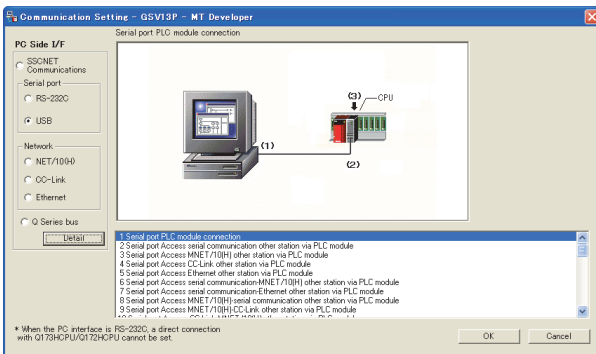 Communication Setting - GSV13P - MT Developer
Serial port PLC module connection
PC Side I/F
SSCNET
Communications
Serial port
RS-232C
USB
Network
NET/10(H)
CC-Link
Ethernet
Q Series bus
Detail
(1)
(2)
(3)
CPU
1 Serial port PLC module connection
2 Serial port Access serial communication other station via PLC module
3 Serial port Access MNET/10(H) other station via PLC module
4 Serial port Access CC-Link other station via PLC module
5 Serial port Access Ethernet other station via PLC module
6 Serial port Access serial communication-MNET/10(H) other station via PLC module
7 Serial port Access serial communication-Ethernet other station via PLC module
8 Serial port Access MNET/10(H)-serial communication other station via PLC module
9 Serial port Access MNET/10(H)-CC-Link other station via PLC module
* When the PC interface is RS-232C, a direct connection
with Q173HCPU/Q172HCPU cannot be set.
OK
Cancel